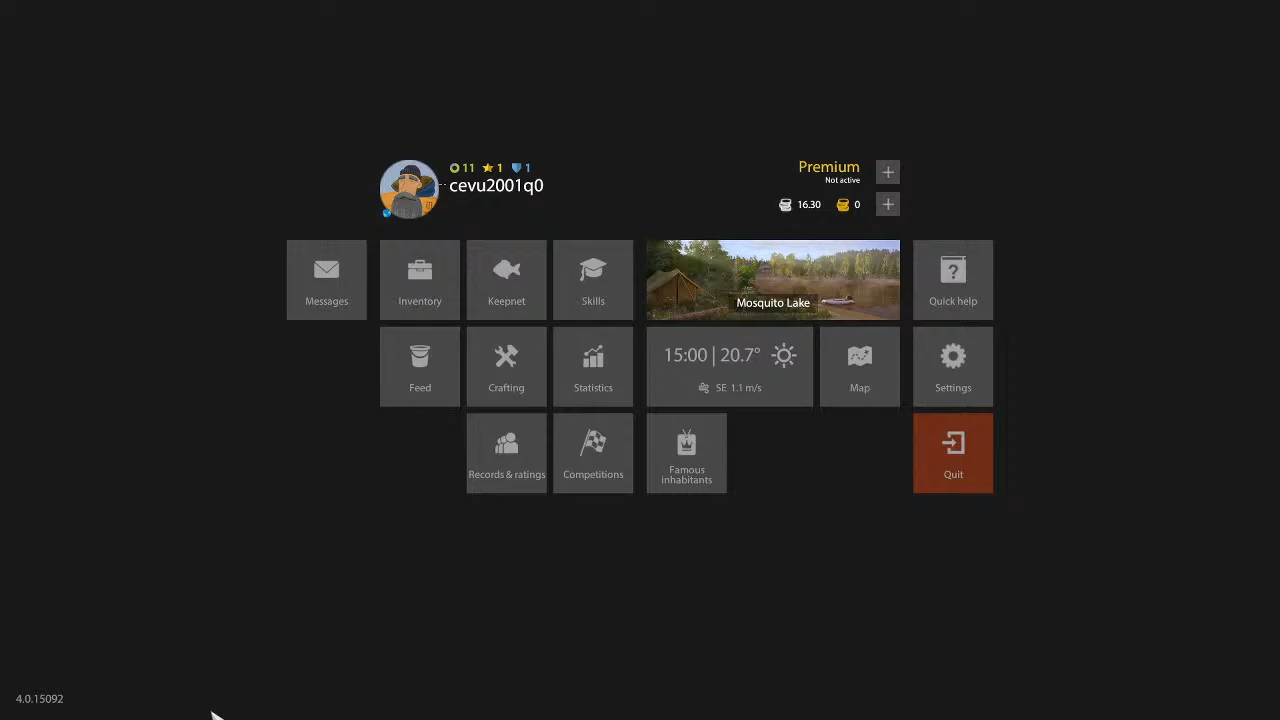 11 1 1
cevu2001q0
Premium
Not active
16.30 0
Messages
Inventory
Keepnet
Skills
Mosquito Lake
Quick help
Feed
Crafting
Statistics
15:00 | 20.7°
SE 1.1 m/s
Map
Settings
Records & ratings
Competitions
Famous
inhabitants
Quit
4.0.15092